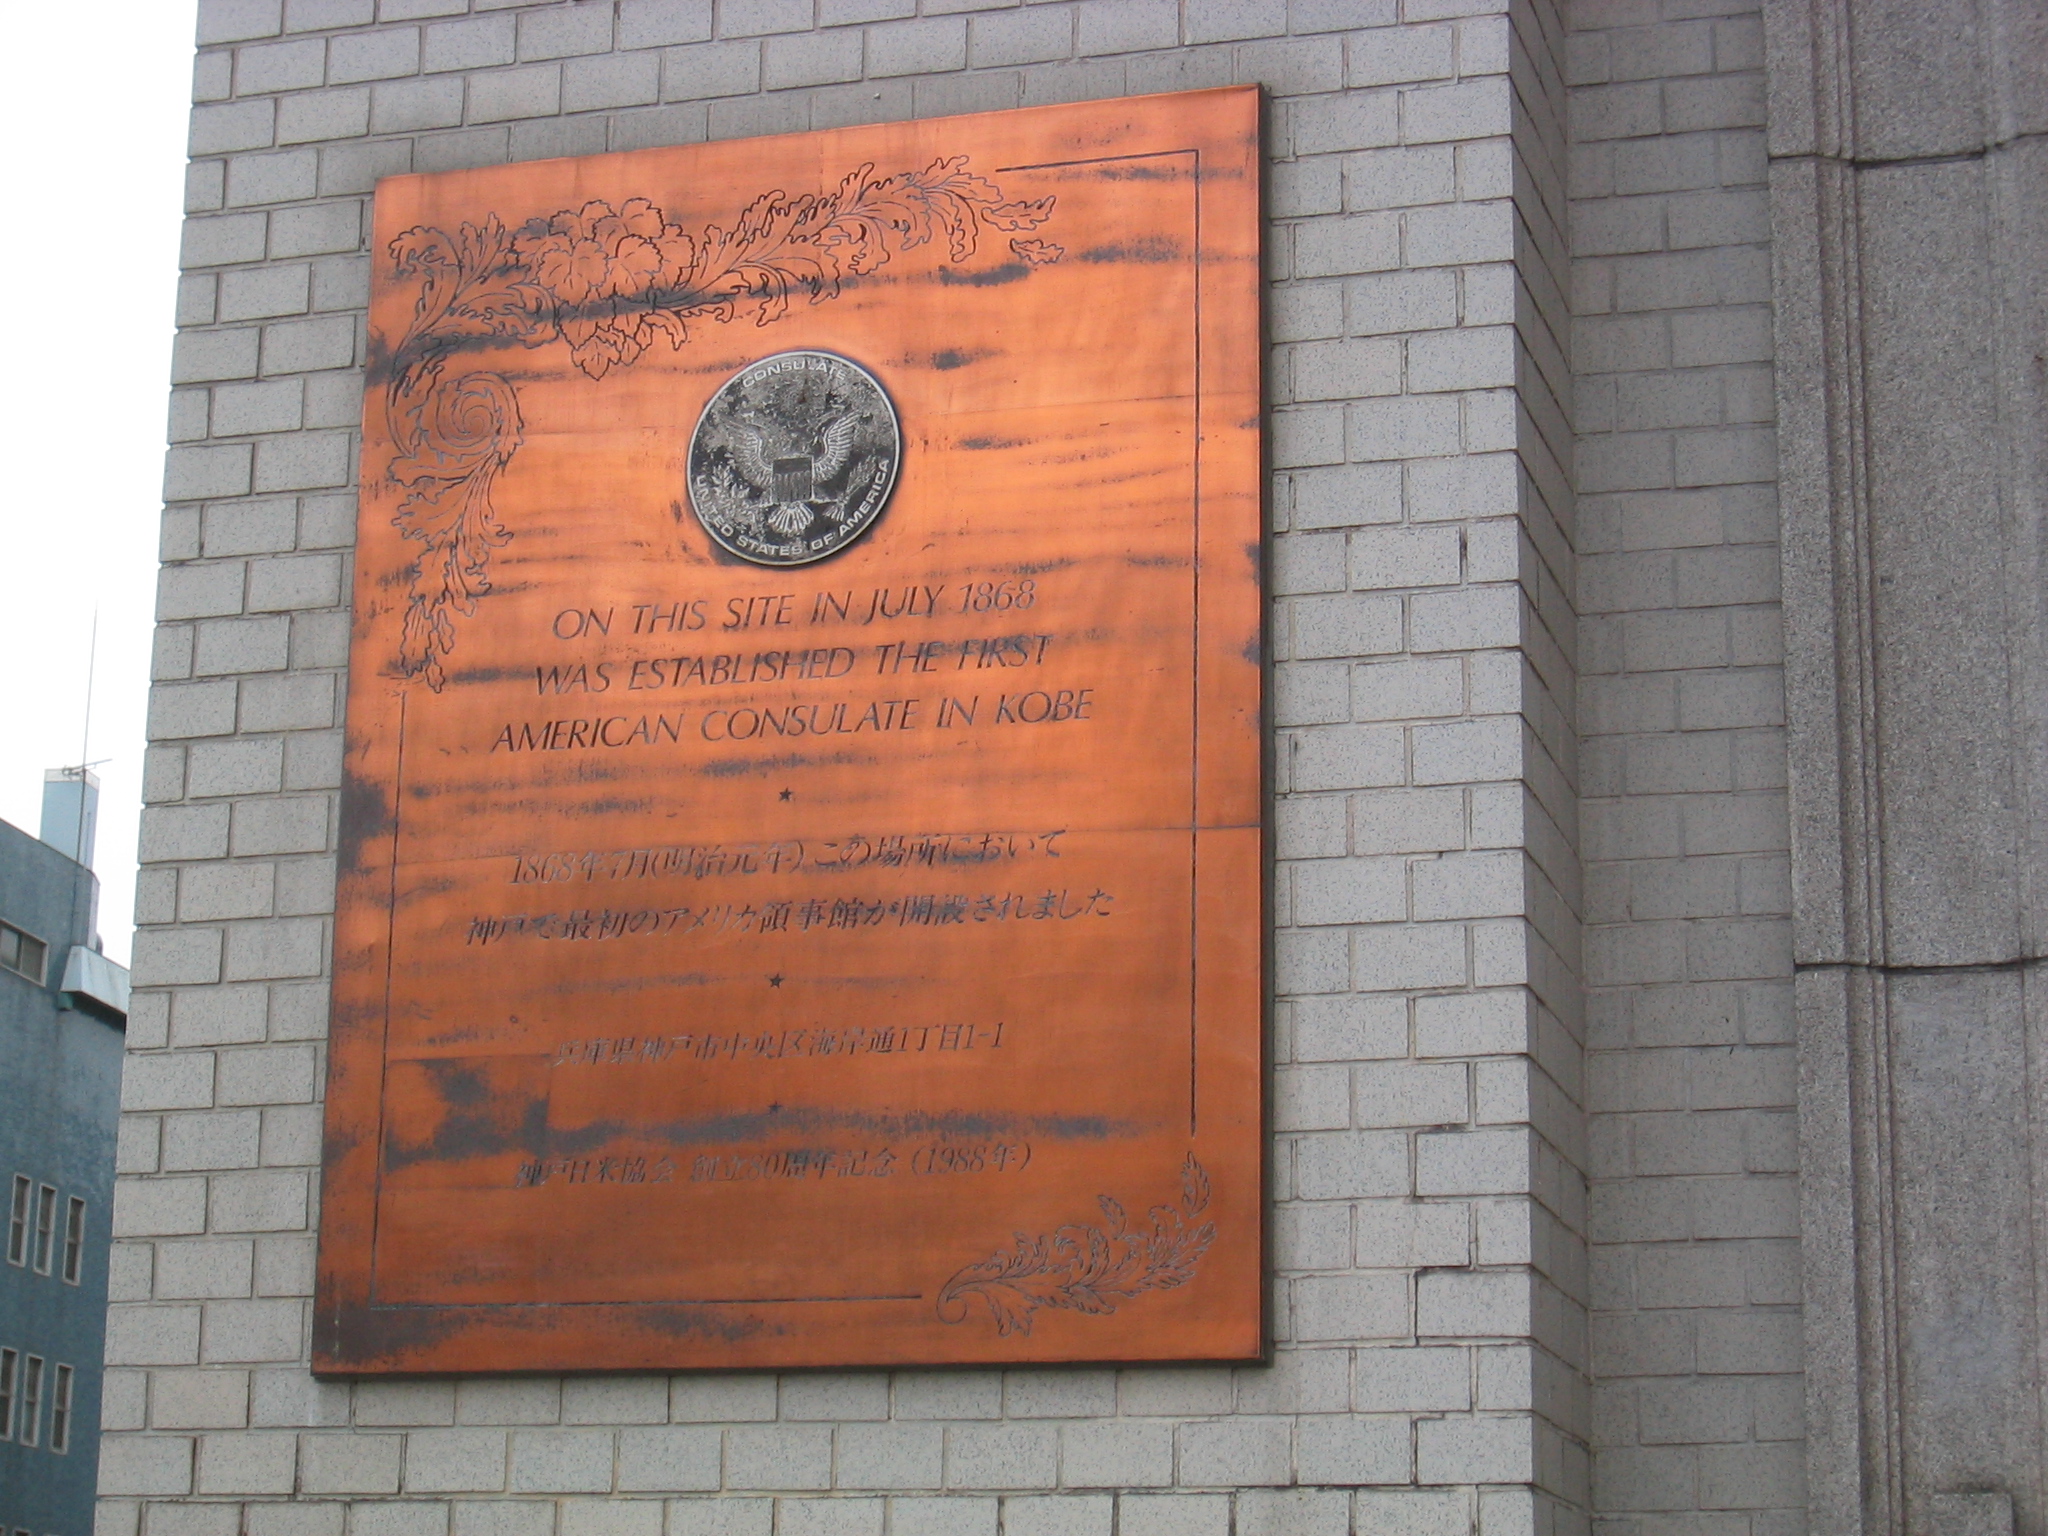 CONSULATE
UNITED STATES OF AMERICA
ON THIS SITE IN JULY 1868
WAS ESTABLISHED THE FIRST
AMERICAN CONSULATE IN KOBE
1868年7月(明治元年)この場所において
神戸で最初のアメリカ領事館が開設されました
兵庫県神戸市中央区海岸通1丁目1-1
神戸日米協会 創立80周年記念 (1988年)